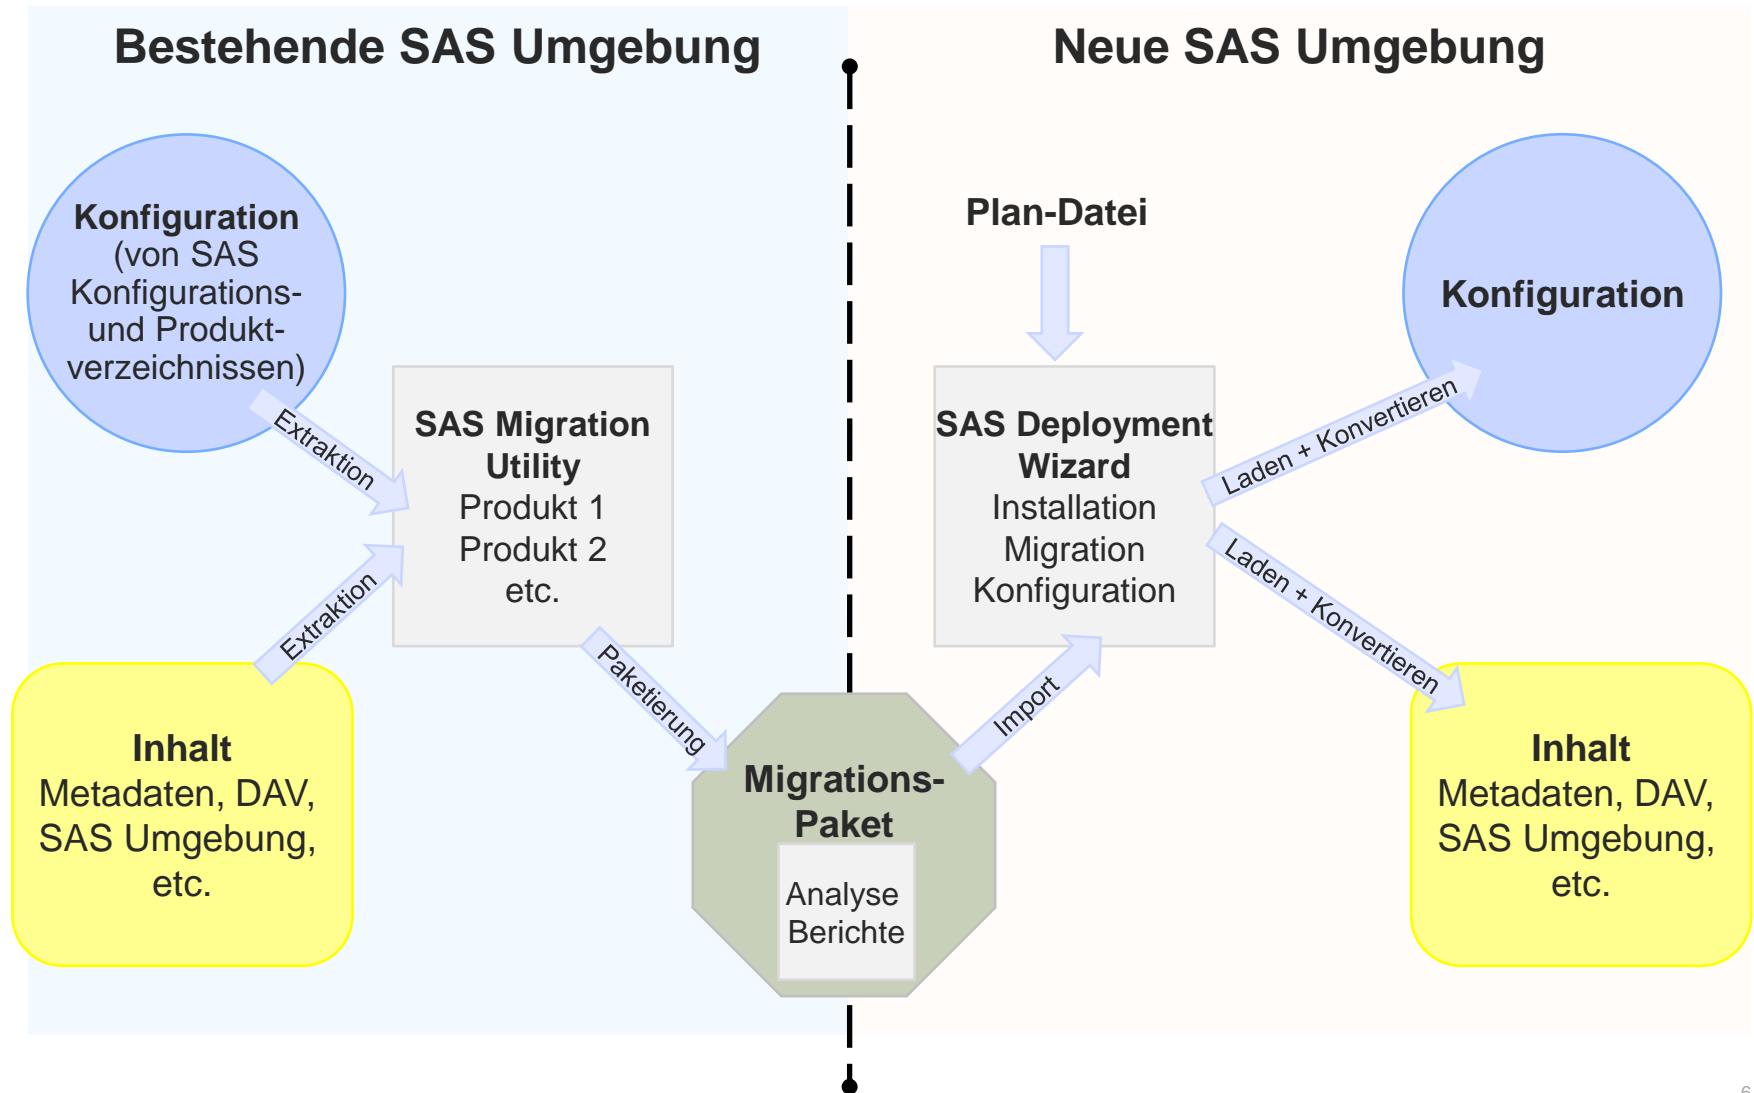 Bestehende SAS Umgebung
Neue SAS Umgebung
Konfiguration
(von SAS
Konfigurations-
und Produkt-
verzeichnissen)
Extraktion
SAS Migration
Utility
Produkt 1
Produkt 2
etc.
Extraktion
Inhalt
Metadaten, DAV,
SAS Umgebung,
etc.
Paketierung
Migrations-
Paket
Analyse
Berichte
Import
Plan-Datei
SAS Deployment
Wizard
Installation
Migration
Konfiguration
Laden + Konvertieren
Konfiguration
Laden + Konvertieren
Inhalt
Metadaten, DAV,
SAS Umgebung,
etc.
6